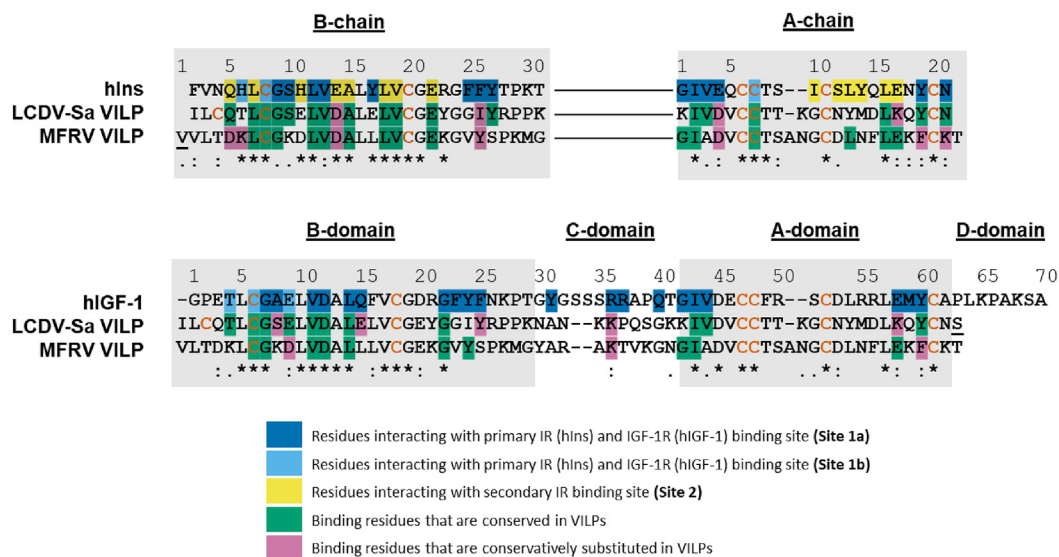 B-chain A-chain
1 5 10 15 20 25 30 1 5 10 15 20
hIns FVNQHLCGSHLVEALYLVCGERGFFYTPKT GIVEQCCTS--ICSLYQLENYCN
LCDV-Sa VILP ILCQTLCGSELVDALELVCGEYGGIYRPPK KIVDVCCTT-KGCNYMDLKQYCN
MFRV VILP VVLTDKLCGKDLVDALLLVCGEKGVYSPKMG GIADVCCTSANGCDLNFLEKFCKT
B-domain C-domain A-domain D-domain
1 5 10 15 20 25 30 35 40 45 50 55 60 65 70
hIGF-1 -GPETLCGAELVDALQFVCGDRGFYFNKPTGYGSSSRRAPQTGIVDECCFRS--CDLRRLEMYCAPLKPAKSA
LCDV-Sa VILP ILCQTLCGSELVDALELVCGEYGGIYRPPKNAN--KKPQSGKKIVDVCCTT-KGCNYMDLKQYCNS
MFRV VILP VLTDKLCGKDLVDALLLVCGEKGVYSPKMGYAR--AKTVKGNGIADVCCTSANGCDLNFLEKFCKT
Residues interacting with primary IR (hIns) and IGF-1R (hIGF-1) binding site (Site 1a)
Residues interacting with primary IR (hIns) and IGF-1R (hIGF-1) binding site (Site 1b)
Residues interacting with secondary IR binding site (Site 2)
Binding residues that are conserved in VILPs
Binding residues that are conservatively substituted in VILPs